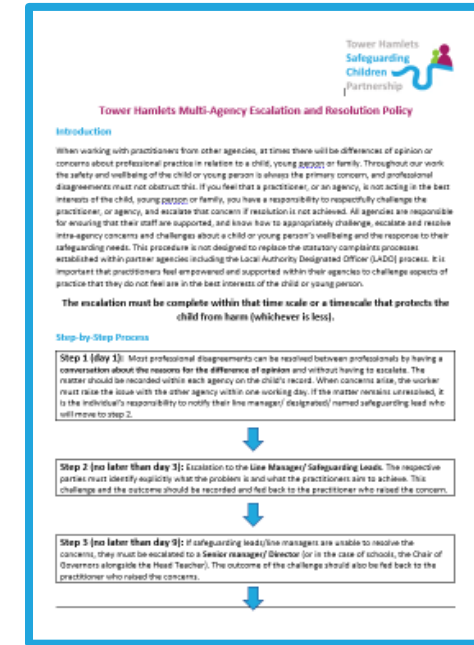 Tower Hamlets
Safeguarding
Children
Partnership
Tower Hamlets Multi-Agency Escalation and Resolution Policy
Introduction
When working with practitioners from other agencies, at times there will be differences of opinion or
concerns about professional practice in relation to a child, young person or family. Throughout our work
the safety and wellbeing of the child or young person is always the primary concern, and professional
disagreements must not obstruct this. If you feel that a practitioner, or an agency, is not acting in the best
interests of the child, young person or family, you have a responsibility to respectfully challenge the
practitioner, or agency, and escalate that concern if resolution is not achieved. All agencies are responsible
for ensuring that their staff are supported, and know how to appropriately challenge, escalate and resolve
intra-agency concerns and challenges about a child or young person's wellbeing and the response to their
safeguarding needs. This procedure is not designed to replace the statutory complaints processes
established within partner agencies including the Local Authority Designated Officer (LADO) process. It is
important that practitioners feel empowered and supported within their agencies to challenge aspects of
practice that they do not feel are in the best interests of the child or young person.
The escalation must be complete within that time scale or a timescale that protects the
child from harm (whichever is less).
Step-by-Step Process
Step 1 (day 1): Most professional disagreements can be resolved between professionals by having a
conversation about the reasons for the difference of opinion and without having to escalate. The
matter should be recorded within each agency on the child's record. When concerns arise, the worker
must raise the issue with the other agency within one working day. If the matter remains unresolved, it
is the individual's responsibility to notify their line manager/ designated/ named safeguarding lead who
will move to step 2.
Step 2 (no later than day 3): Escalation to the Line Manager/ Safeguarding Leads. The respective
parties must identify explicitly what the problem is and what the practitioners aim to achieve. This
challenge and the outcome should be recorded and fed back to the practitioner who raised the concern.
Step 3 (no later than day 9): If safeguarding leads/line managers are unable to resolve the
concerns, they must be escalated to a Senior manager/ Director (or in the case of schools, the Chair of
Governors alongside the Head Teacher). The outcome of the challenge should also be fed back to the
practitioner who raised the concerns.